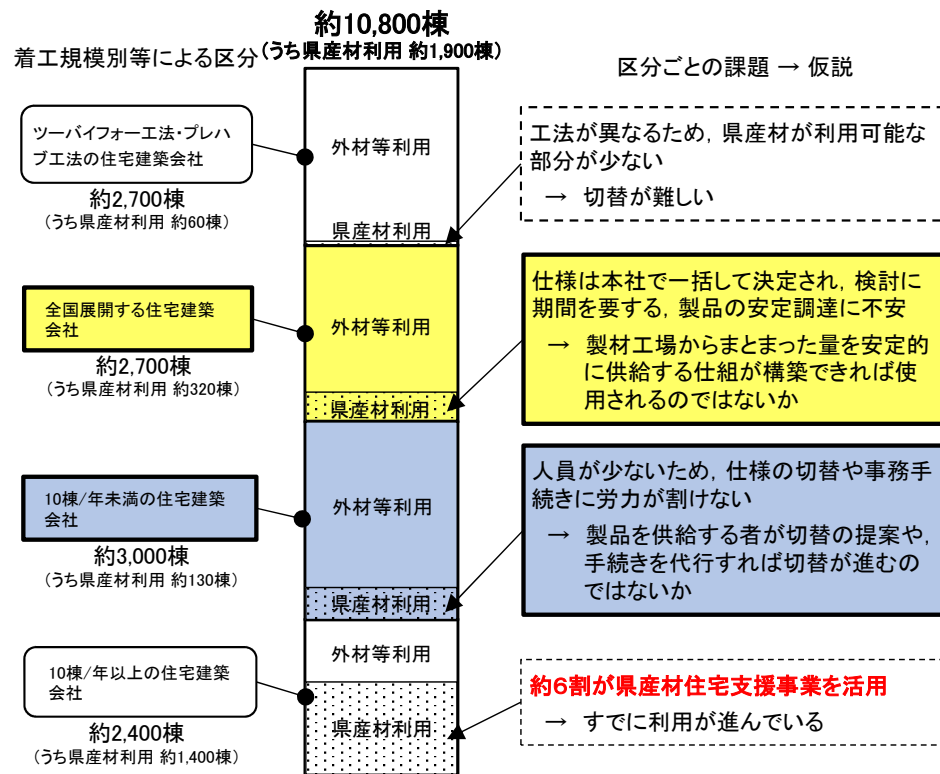 約10,800棟
(うち県産材利用 約1,900棟)
着工規模別等による区分
区分ごとの課題 → 仮説
ツーバイフォー工法・プレハ
ブ工法の住宅建築会社
約2,700棟
(うち県産材利用 約60棟)
外材等利用
県産材利用
工法が異なるため，県産材が利用可能な
部分が少ない
→ 切替が難しい
全国展開する住宅建築
会社
約2,700棟
(うち県産材利用 約320棟)
外材等利用
県産材利用
仕様は本社で一括して決定され，検討に
期間を要する，製品の安定調達に不安
→ 製材工場からまとまった量を安定的
に供給する仕組が構築できれば使
用されるのではないか
10棟/年未満の住宅建築
会社
約3,000棟
(うち県産材利用 約130棟)
外材等利用
県産材利用
人員が少ないため，仕様の切替や事務手
続きに労力が割けない
→ 製品を供給する者が切替の提案や，
手続きを代行すれば切替が進むの
ではないか
10棟/年以上の住宅建築
会社
約2,400棟
(うち県産材利用 約1,400棟)
外材等利用
県産材利用
約6割が県産材住宅支援事業を活用
→ すでに利用が進んでいる